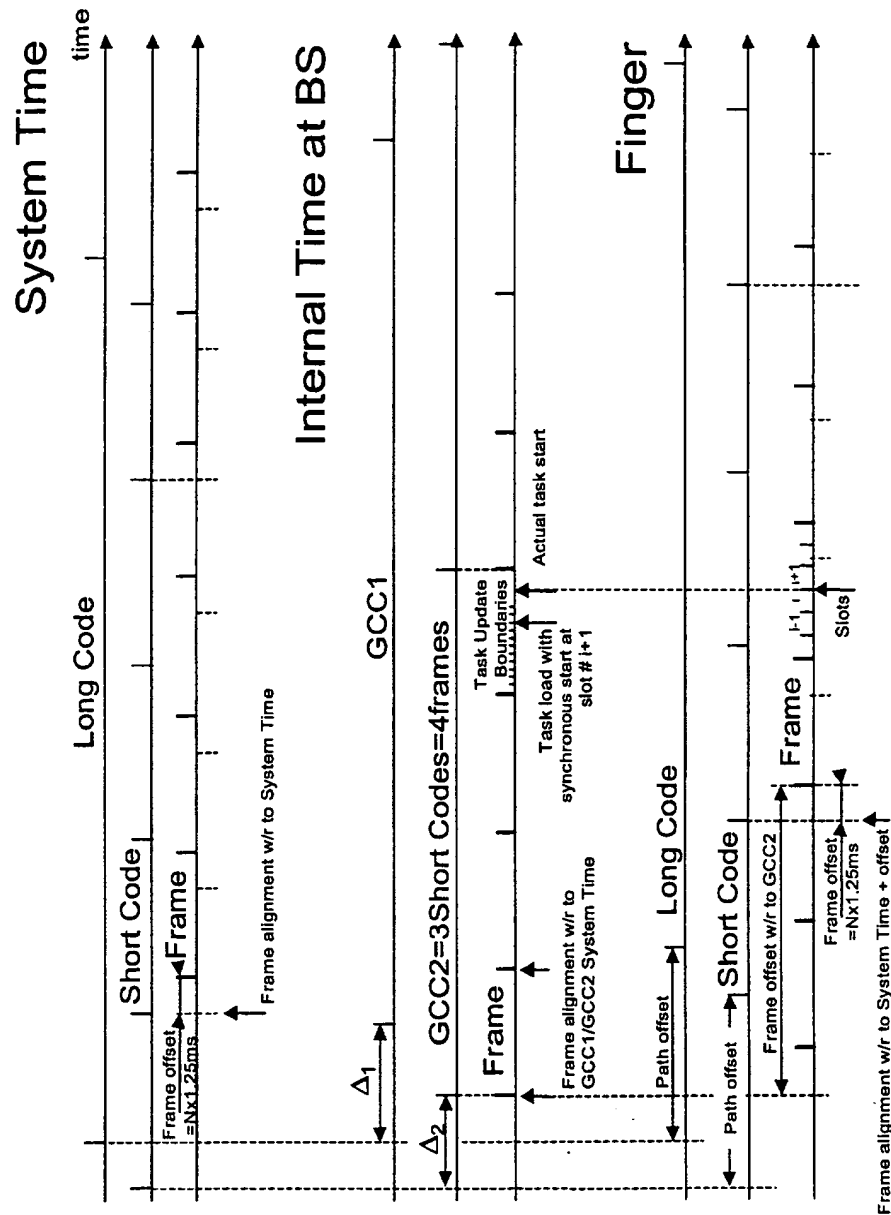 System Time
time
Long Code
Short Code
Frame
Frame offset
=Nx1.25ms
Frame alignment w/r to System Time
Internal Time at BS
Δ1
GCC1
Δ2
GCC2=3Short Codes=4frames
Frame
Task Update
Boundaries
Actual task start
Frame alignment w/r to
GCC1/GCC2 System Time
Task load with
synchronous start at
slot # i+1
Finger
Path offset
Long Code
Path offset
Short Code
Frame offset w/r to GCC2
Frame
i-1
i+1
Slots
Frame offset
=Nx1.25ms
Frame alignment w/r to System Time + offset